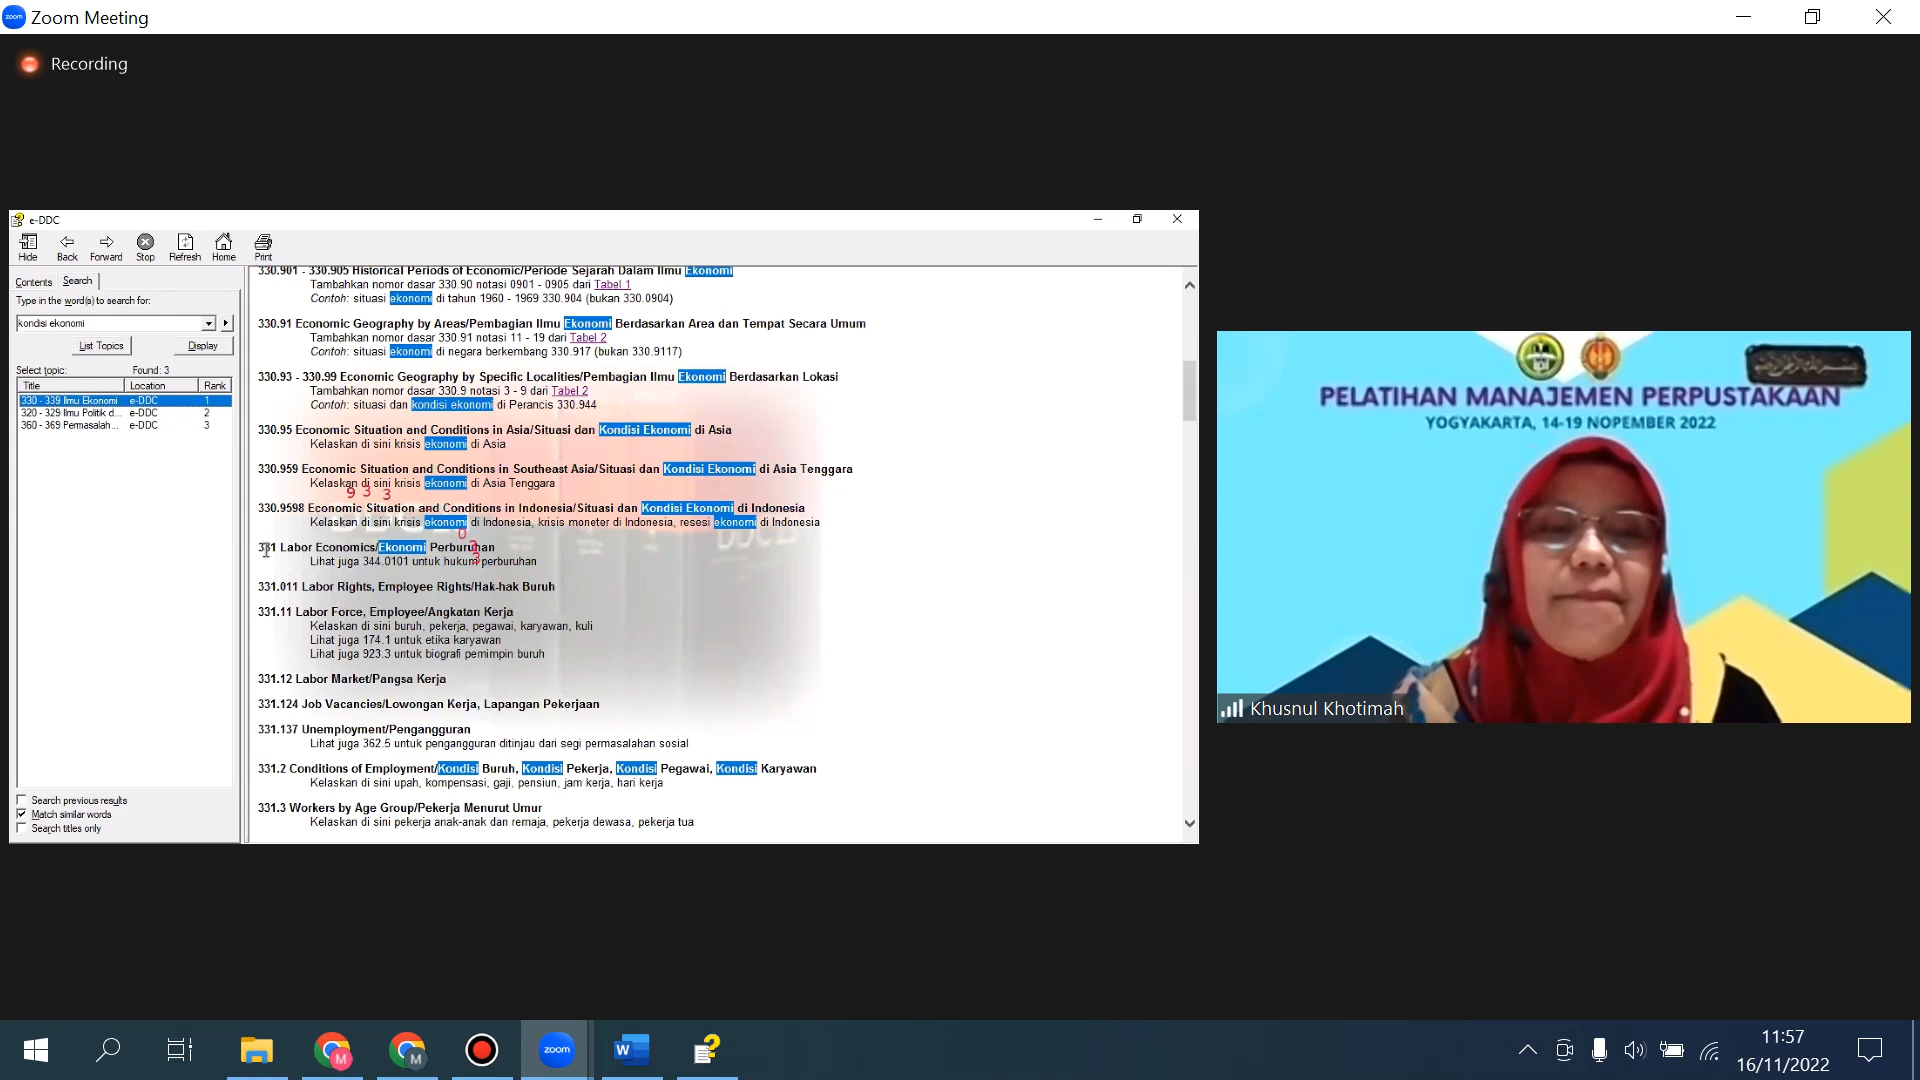 zoom Zoom Meeting
Recording
e-DDC
Hide Back Forward Stop Refresh Home Print
Contents Search
Type in the word(s) to search for:
kondisi ekonomi
List Topics Display
Select topic: Found: 3
Title Location Rank
330 - 339 Ilmu Ekonomi e-DDC 1
320 - 329 Ilmu Politik d... e-DDC 2
360 - 369 Permasalah... e-DDC 3
Search previous results
Match similar words
Search titles only
330.901 - 330.905 Historical Periods of Economic/Periode Sejarah Dalam Ilmu Ekonomi
Tambahkan nomor dasar 330.90 notasi 0901 - 0905 dari Tabel 1
Contoh: situasi ekonomi di tahun 1960 - 1969 330.904 (bukan 330.0904)
330.91 Economic Geography by Areas/Pembagian Ilmu Ekonomi Berdasarkan Area dan Tempat Secara Umum
Tambahkan nomor dasar 330.91 notasi 11 - 19 dari Tabel 2
Contoh: situasi ekonomi di negara berkembang 330.917 (bukan 330.9117)
330.93 - 330.99 Economic Geography by Specific Localities/Pembagian Ilmu Ekonomi Berdasarkan Lokasi
Tambahkan nomor dasar 330.9 notasi 3 - 9 dari Tabel 2
Contoh: situasi dan kondisi ekonomi di Perancis 330.944
330.95 Economic Situation and Conditions in Asia/Situasi dan Kondisi Ekonomi di Asia
Kelaskan di sini krisis ekonomi di Asia
330.959 Economic Situation and Conditions in Southeast Asia/Situasi dan Kondisi Ekonomi di Asia Tenggara
Kelaskan di sini krisis ekonomi di Asia Tenggara
9 3 3
330.9598 Economic Situation and Conditions in Indonesia/Situasi dan Kondisi Ekonomi di Indonesia
Kelaskan di sini krisis ekonomi di Indonesia, krisis moneter di Indonesia, resesi ekonomi di Indonesia
0
3
3
331 Labor Economics/Ekonomi Perburuhan
Lihat juga 344.0101 untuk hukum perburuhan
331.011 Labor Rights, Employee Rights/Hak-hak Buruh
331.11 Labor Force, Employee/Angkatan Kerja
Kelaskan di sini buruh, pekerja, pegawai, karyawan, kuli
Lihat juga 174.1 untuk etika karyawan
Lihat juga 923.3 untuk biografi pemimpin buruh
331.12 Labor Market/Pangsa Kerja
331.124 Job Vacancies/Lowongan Kerja, Lapangan Pekerjaan
331.137 Unemployment/Pengangguran
Lihat juga 362.5 untuk pengangguran ditinjau dari segi permasalahan sosial
331.2 Conditions of Employment/Kondisi Buruh, Kondisi Pekerja, Kondisi Pegawai, Kondisi Karyawan
Kelaskan di sini upah, kompensasi, gaji, pensiun, jam kerja, hari kerja
331.3 Workers by Age Group/Pekerja Menurut Umur
Kelaskan di sini pekerja anak-anak dan remaja, pekerja dewasa, pekerja tua
PELATIHAN MANAJEMEN PERPUSTAKAAN
YOGYAKARTA, 14-19 NOPEMBER 2022
Khusnul Khotimah
M M zoom W
11:57
16/11/2022